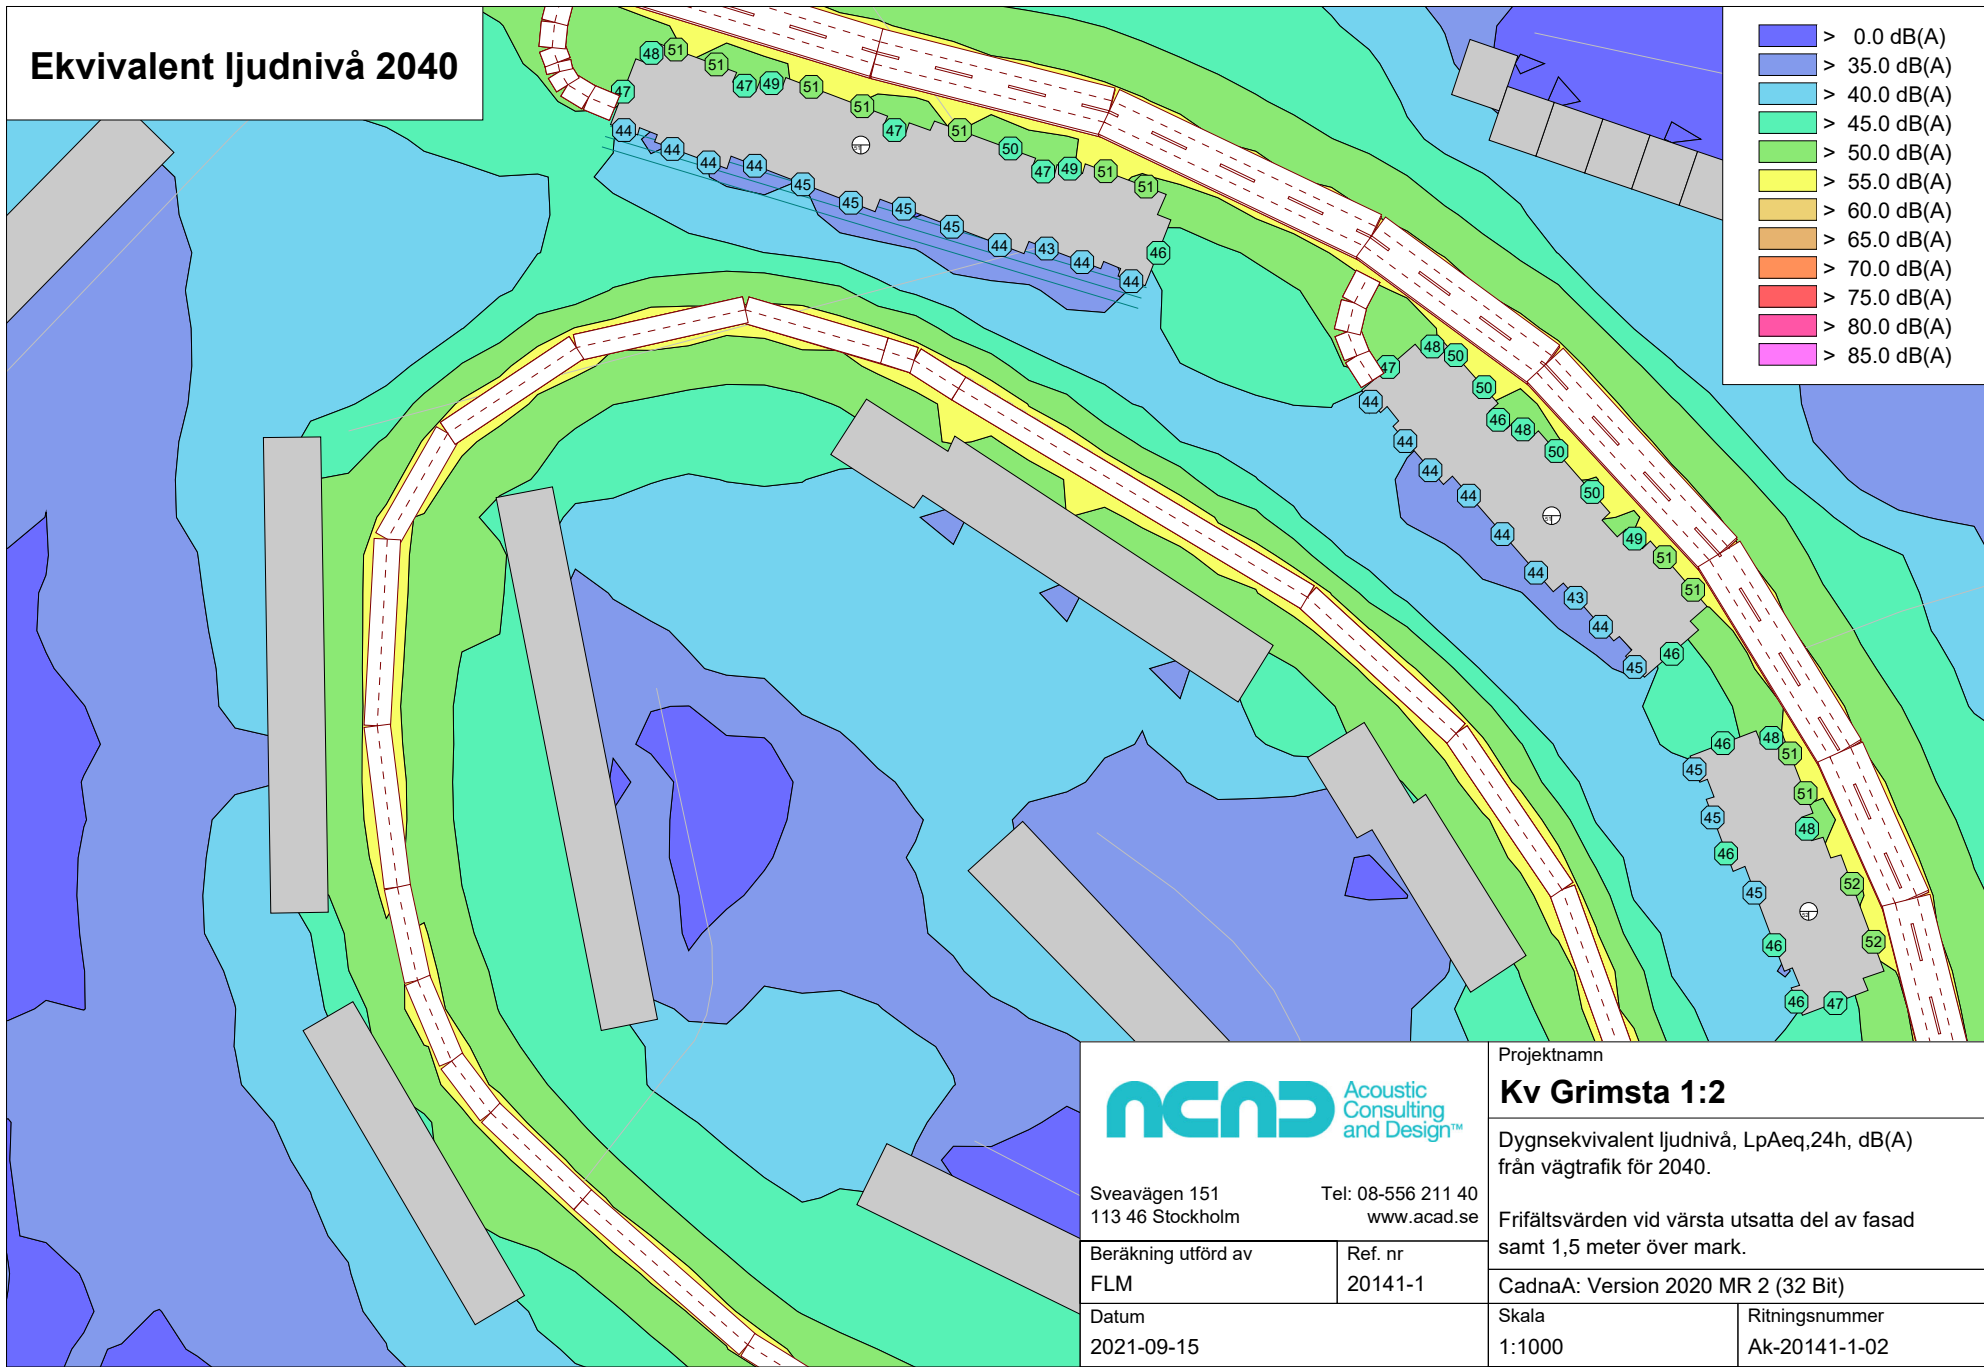 Ekvivalent ljudnivå 2040
> 0.0 dB(A)
> 35.0 dB(A)
> 40.0 dB(A)
> 45.0 dB(A)
> 50.0 dB(A)
> 55.0 dB(A)
> 60.0 dB(A)
> 65.0 dB(A)
> 70.0 dB(A)
> 75.0 dB(A)
> 80.0 dB(A)
> 85.0 dB(A)
48 51
51
47 49 51
47
51
47 51
50
47 49 51
51
46
44
44
44 44
45
45 45
45
44 43
44
44
48 50
47
50
46 48
50
50
49
51
51
46
44
44
44
44
44
44
43
44
45
46 48
51
51
48
52
52
47
45
45
46
45
46
46
ACAD
Acoustic
Consulting
and Design™
Sveavägen 151
113 46 Stockholm
Tel: 08-556 211 40
www.acad.se
Beräkning utförd av
FLM
Ref. nr
20141-1
Datum
2021-09-15
Projektnamn
Kv Grimsta 1:2
Dygnsekvivalent ljudnivå, LpAeq,24h, dB(A)
från vägtrafik för 2040.
Frifältsvärden vid värsta utsatta del av fasad
samt 1,5 meter över mark.
CadnaA: Version 2020 MR 2 (32 Bit)
Skala
1:1000
Ritningsnummer
Ak-20141-1-02